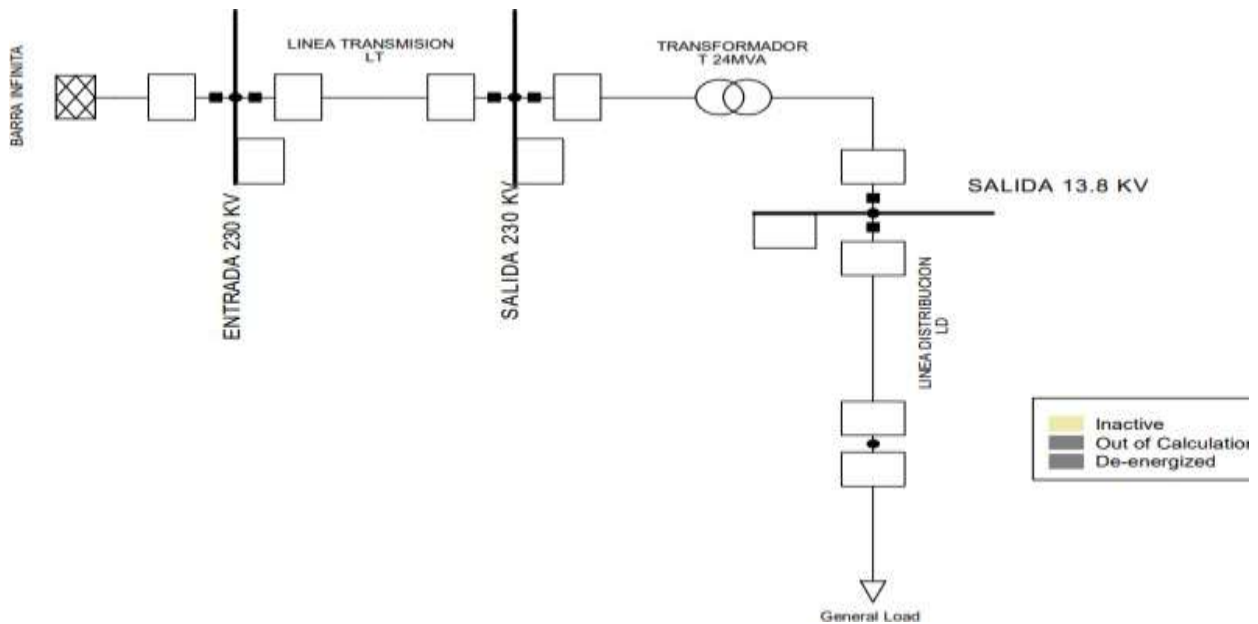 BARRA INFINITA
LINEA TRANSMISION
LT
TRANSFORMADOR
T 24MVA
ENTRADA 230 KV
SALIDA 230 KV
SALIDA 13.8 KV
LINEA DISTRIBUCION
LD
Inactive
Out of Calculation
De-energized
General Load